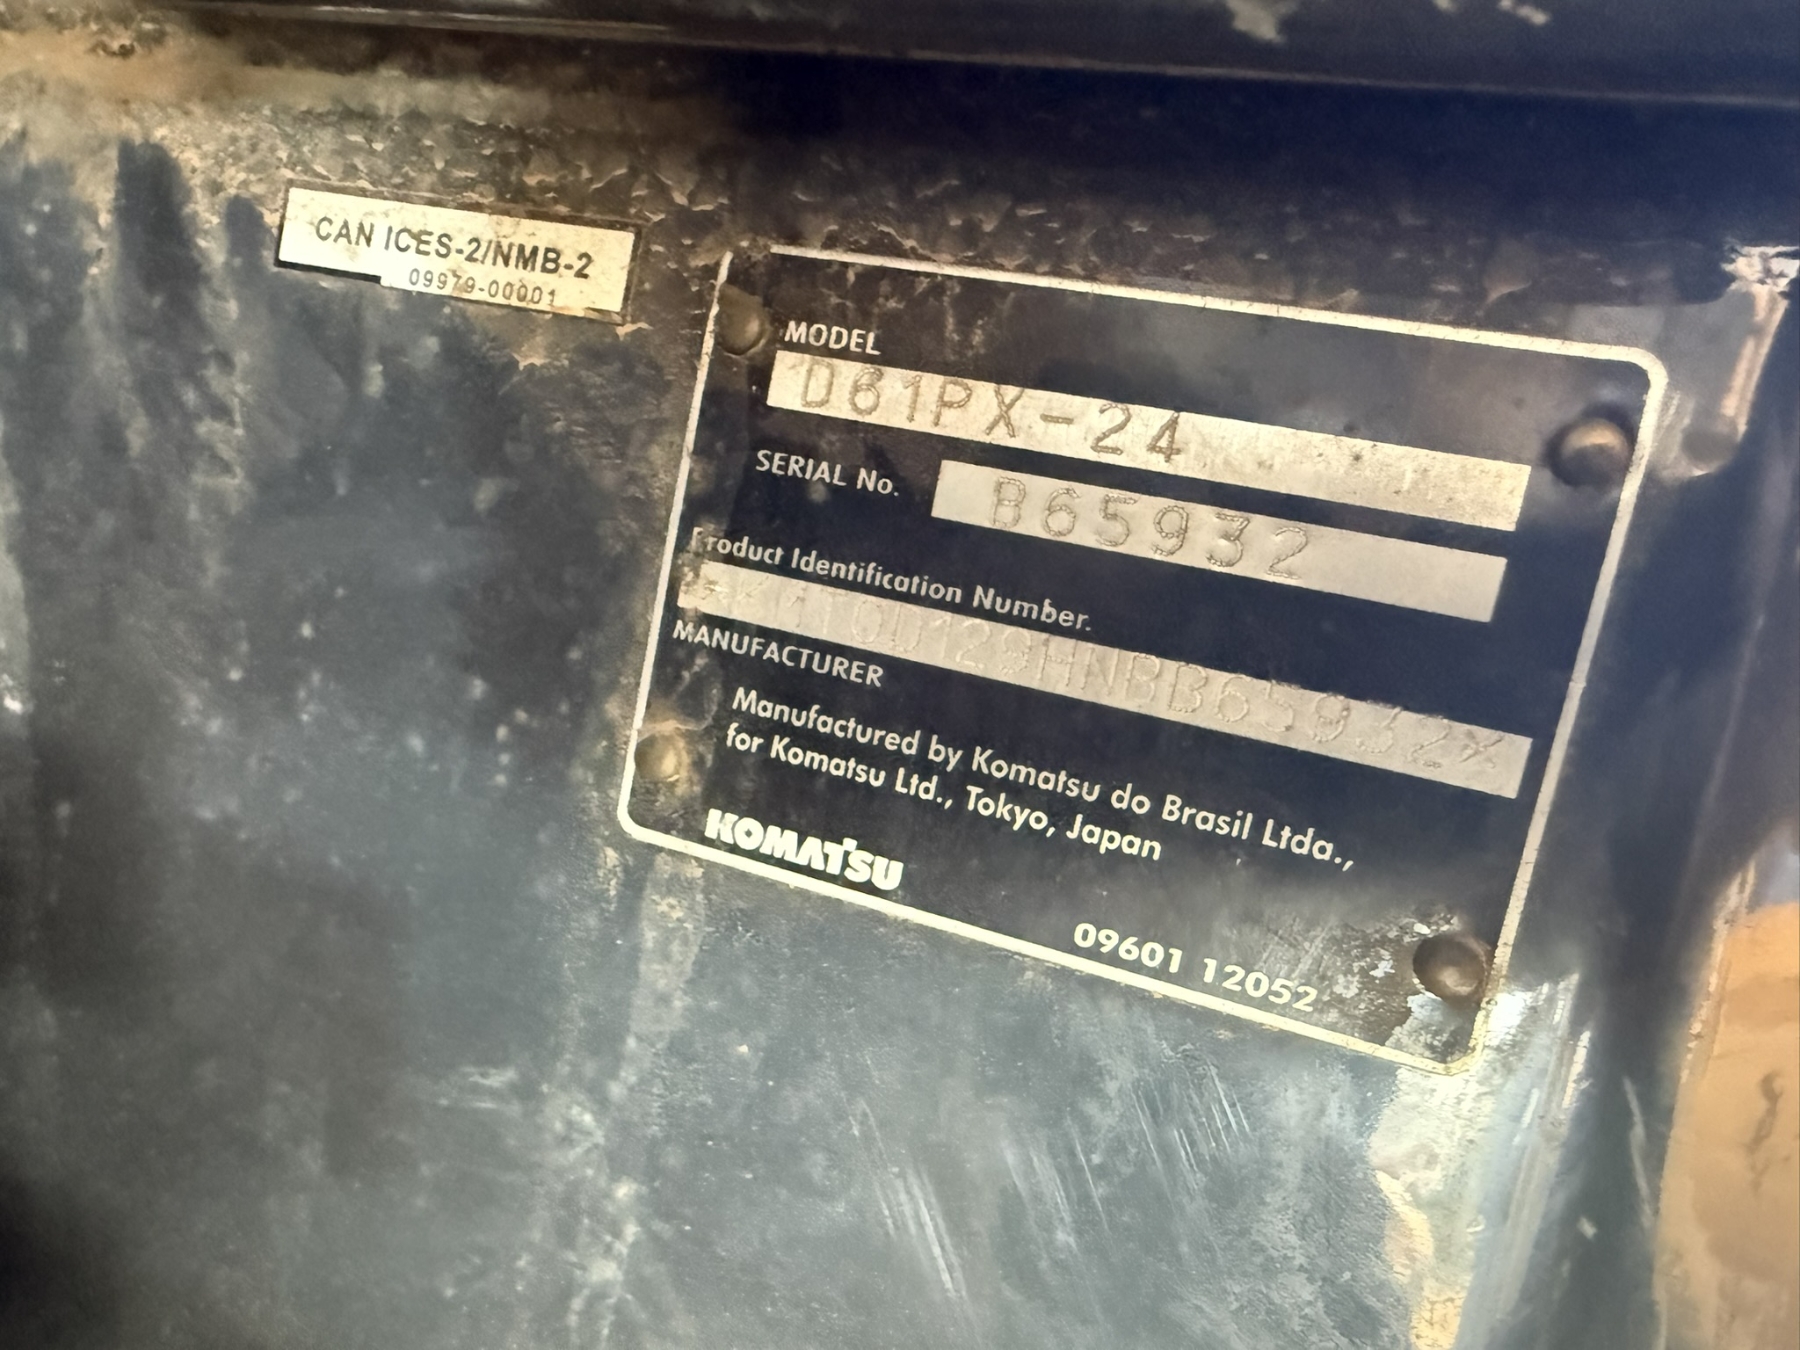 CAN ICES-2/NMB-2
09979-00001
MODEL
D61PX-24
SERIAL No.
B65932
Product Identification Number.
MANUFACTURER
Manufactured by Komatsu do Brasil Ltda.,
for Komatsu Ltd., Tokyo, Japan
KOMATSU
09601 12052